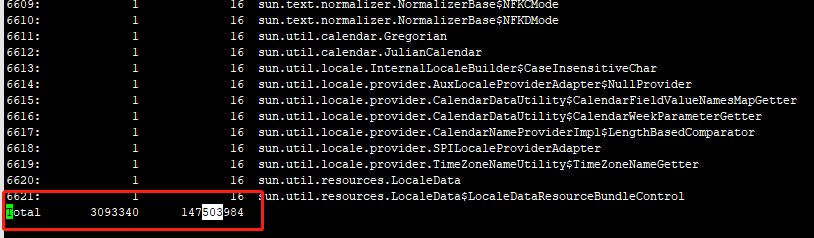 6609: 1 16 sun.text.normalizer.NormalizerBase$NFKCMode
6610: 1 16 sun.text.normalizer.NormalizerBase$NFKDMode
6611: 1 16 sun.util.calendar.Gregorian
6612: 1 16 sun.util.calendar.JulianCalendar
6613: 1 16 sun.util.locale.InternalLocaleBuilder$CaseInsensitiveChar
6614: 1 16 sun.util.locale.provider.AuxLocaleProviderAdapter$NullProvider
6615: 1 16 sun.util.locale.provider.CalendarDataUtility$CalendarFieldValueNamesMapGetter
6616: 1 16 sun.util.locale.provider.CalendarDataUtility$CalendarWeekParameterGetter
6617: 1 16 sun.util.locale.provider.CalendarNameProviderImpl$LengthBasedComparator
6618: 1 16 sun.util.locale.provider.SPILocaleProviderAdapter
6619: 1 16 sun.util.locale.provider.TimeZoneNameUtility$TimeZoneNameGetter
6620: 1 16 sun.util.resources.LocaleData
6621: 1 16 sun.util.resources.LocaleData$LocaleDataResourceBundleControl
Total 3093340 147503984